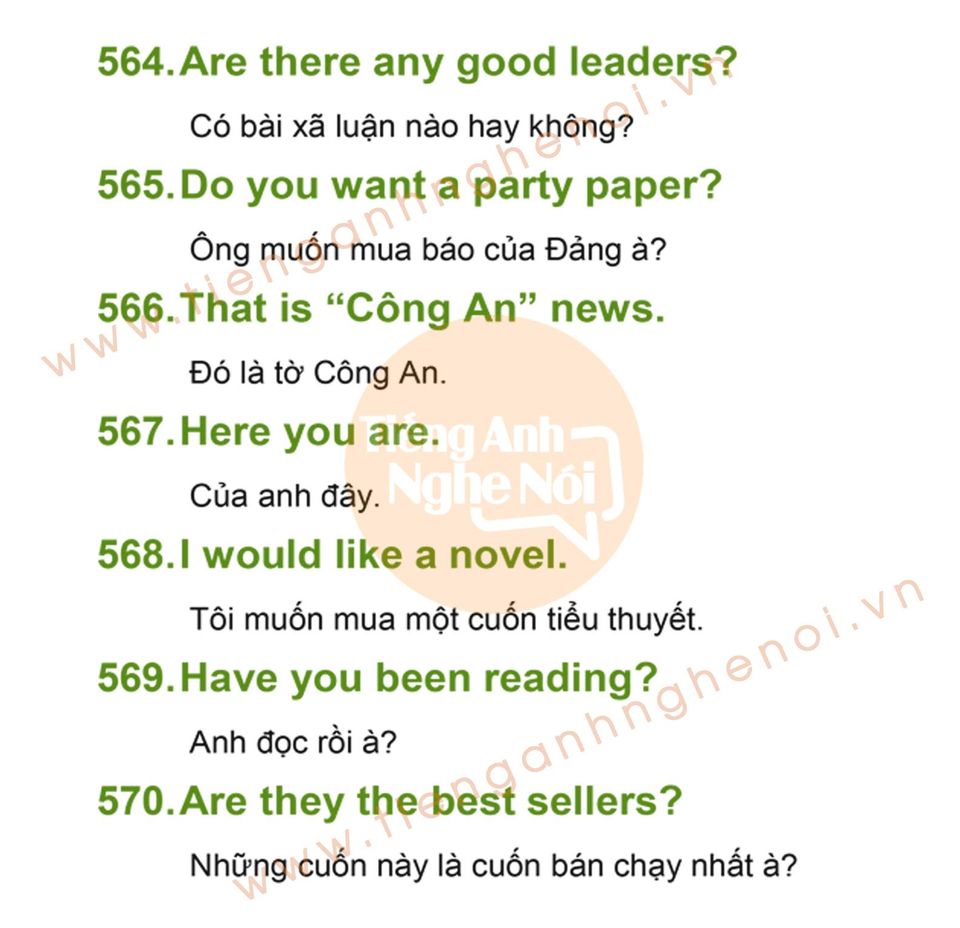 564. Are there any good leaders?
Có bài xã luận nào hay không?
565. Do you want a party paper?
Ông muốn mua báo của Đảng à?
566. That is “Công An” news.
Đó là tờ Công An.
567. Here you are.
Của anh đây.
568. I would like a novel.
Tôi muốn mua một cuốn tiểu thuyết.
569. Have you been reading?
Anh đọc rồi à?
570. Are they the best sellers?
Những cuốn này là cuốn bán chạy nhất à?
www.tienganhnghenoi.vn
Tiếng Anh
Nghe Nói
www.tienganhnghenoi.vn